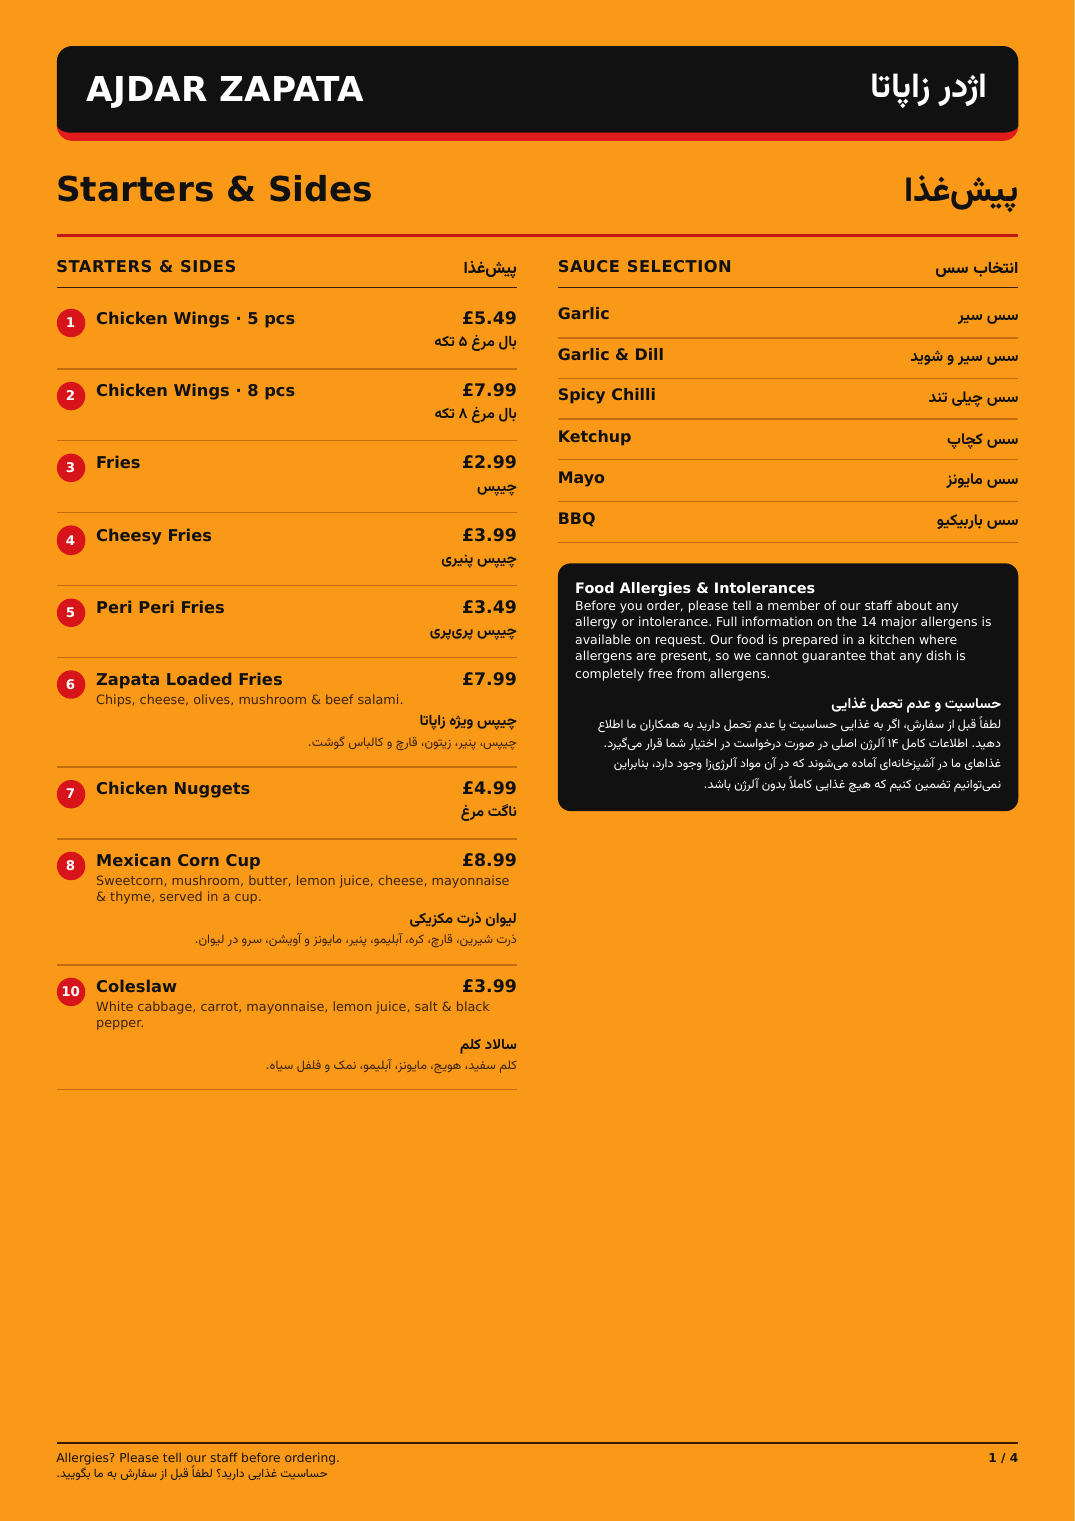 AJDAR ZAPATA
اژدر زاپاتا
Starters & Sides
پیش‌غذا
STARTERS & SIDES
پیش‌غذا
1 Chicken Wings · 5 pcs £5.49
بال مرغ ۵ تکه
2 Chicken Wings · 8 pcs £7.99
بال مرغ ۸ تکه
3 Fries £2.99
چیپس
4 Cheesy Fries £3.99
چیپس پنیری
5 Peri Peri Fries £3.49
چیپس پری‌پری
6 Zapata Loaded Fries £7.99
Chips, cheese, olives, mushroom & beef salami.
چیپس ویژه زاپاتا
چیپس، پنیر، زیتون، قارچ و کالباس گوشت.
7 Chicken Nuggets £4.99
ناگت مرغ
8 Mexican Corn Cup £8.99
Sweetcorn, mushroom, butter, lemon juice, cheese, mayonnaise
& thyme, served in a cup.
لیوان ذرت مکزیکی
ذرت شیرین، قارچ، کره، آبلیمو، پنیر، مایونز و آویشن، سرو در لیوان.
10 Coleslaw £3.99
White cabbage, carrot, mayonnaise, lemon juice, salt & black
pepper.
سالاد کلم
کلم سفید، هویج، مایونز، آبلیمو، نمک و فلفل سیاه.
SAUCE SELECTION
انتخاب سس
Garlic سس سیر
Garlic & Dill سس سیر و شوید
Spicy Chilli سس چیلی تند
Ketchup سس کچاپ
Mayo سس مایونز
BBQ سس باربیکیو
Food Allergies & Intolerances
Before you order, please tell a member of our staff about any
allergy or intolerance. Full information on the 14 major allergens is
available on request. Our food is prepared in a kitchen where
allergens are present, so we cannot guarantee that any dish is
completely free from allergens.
حساسیت و عدم تحمل غذایی
لطفاً قبل از سفارش، اگر به غذایی حساسیت یا عدم تحمل دارید به همکاران ما اطلاع
دهید. اطلاعات کامل ۱۴ آلرژن اصلی در صورت درخواست در اختیار شما قرار می‌گیرد.
غذاهای ما در آشپزخانه‌ای آماده می‌شوند که در آن مواد آلرژی‌زا وجود دارد، بنابراین
نمی‌توانیم تضمین کنیم که هیچ غذایی کاملاً بدون آلرژن باشد.
Allergies? Please tell our staff before ordering.
حساسیت غذایی دارید؟ لطفاً قبل از سفارش به ما بگویید.
1 / 4